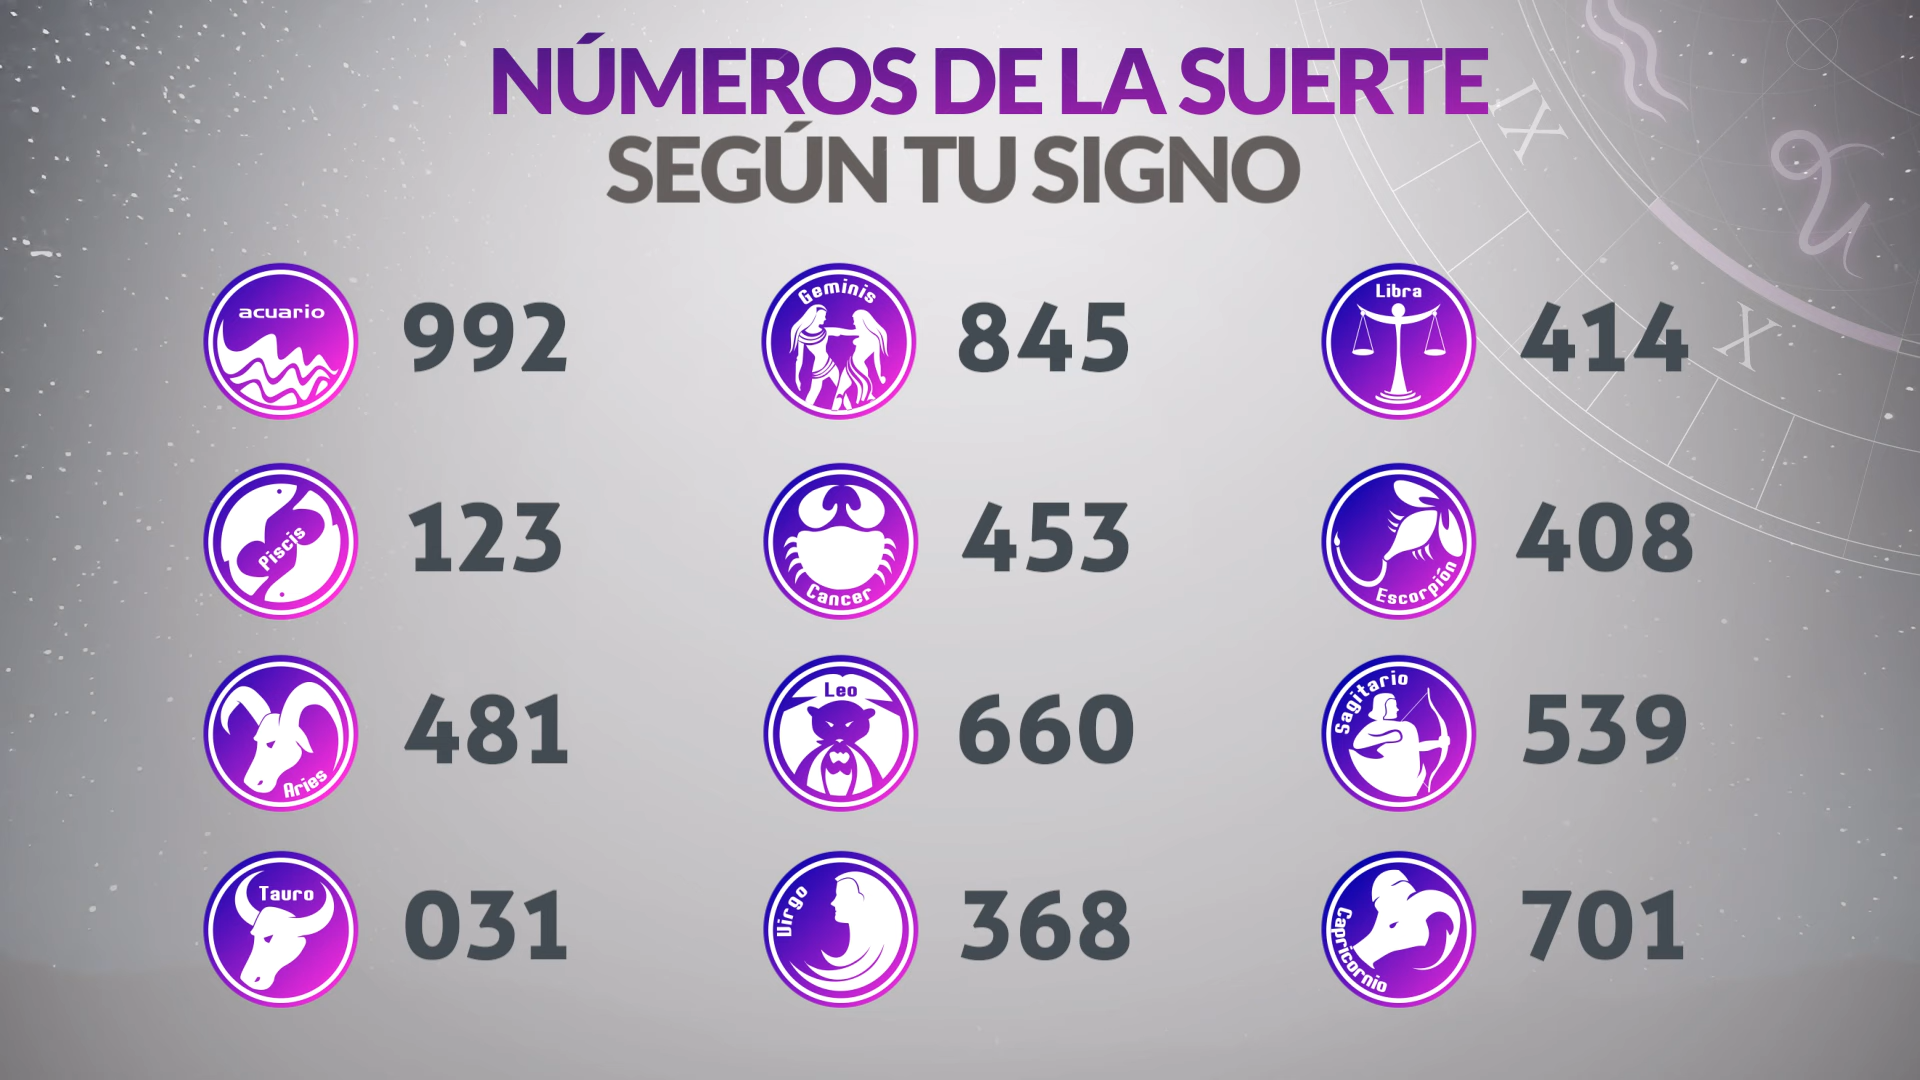 NÚMEROS DE LA SUERTE
SEGÚN TU SIGNO
acuario 992
Geminis 845
Libra 414
Piscis 123
Cancer 453
Escorpión 408
Aries 481
Leo 660
Sagitario 539
Tauro 031
Virgo 368
Capricornio 701
IX
X